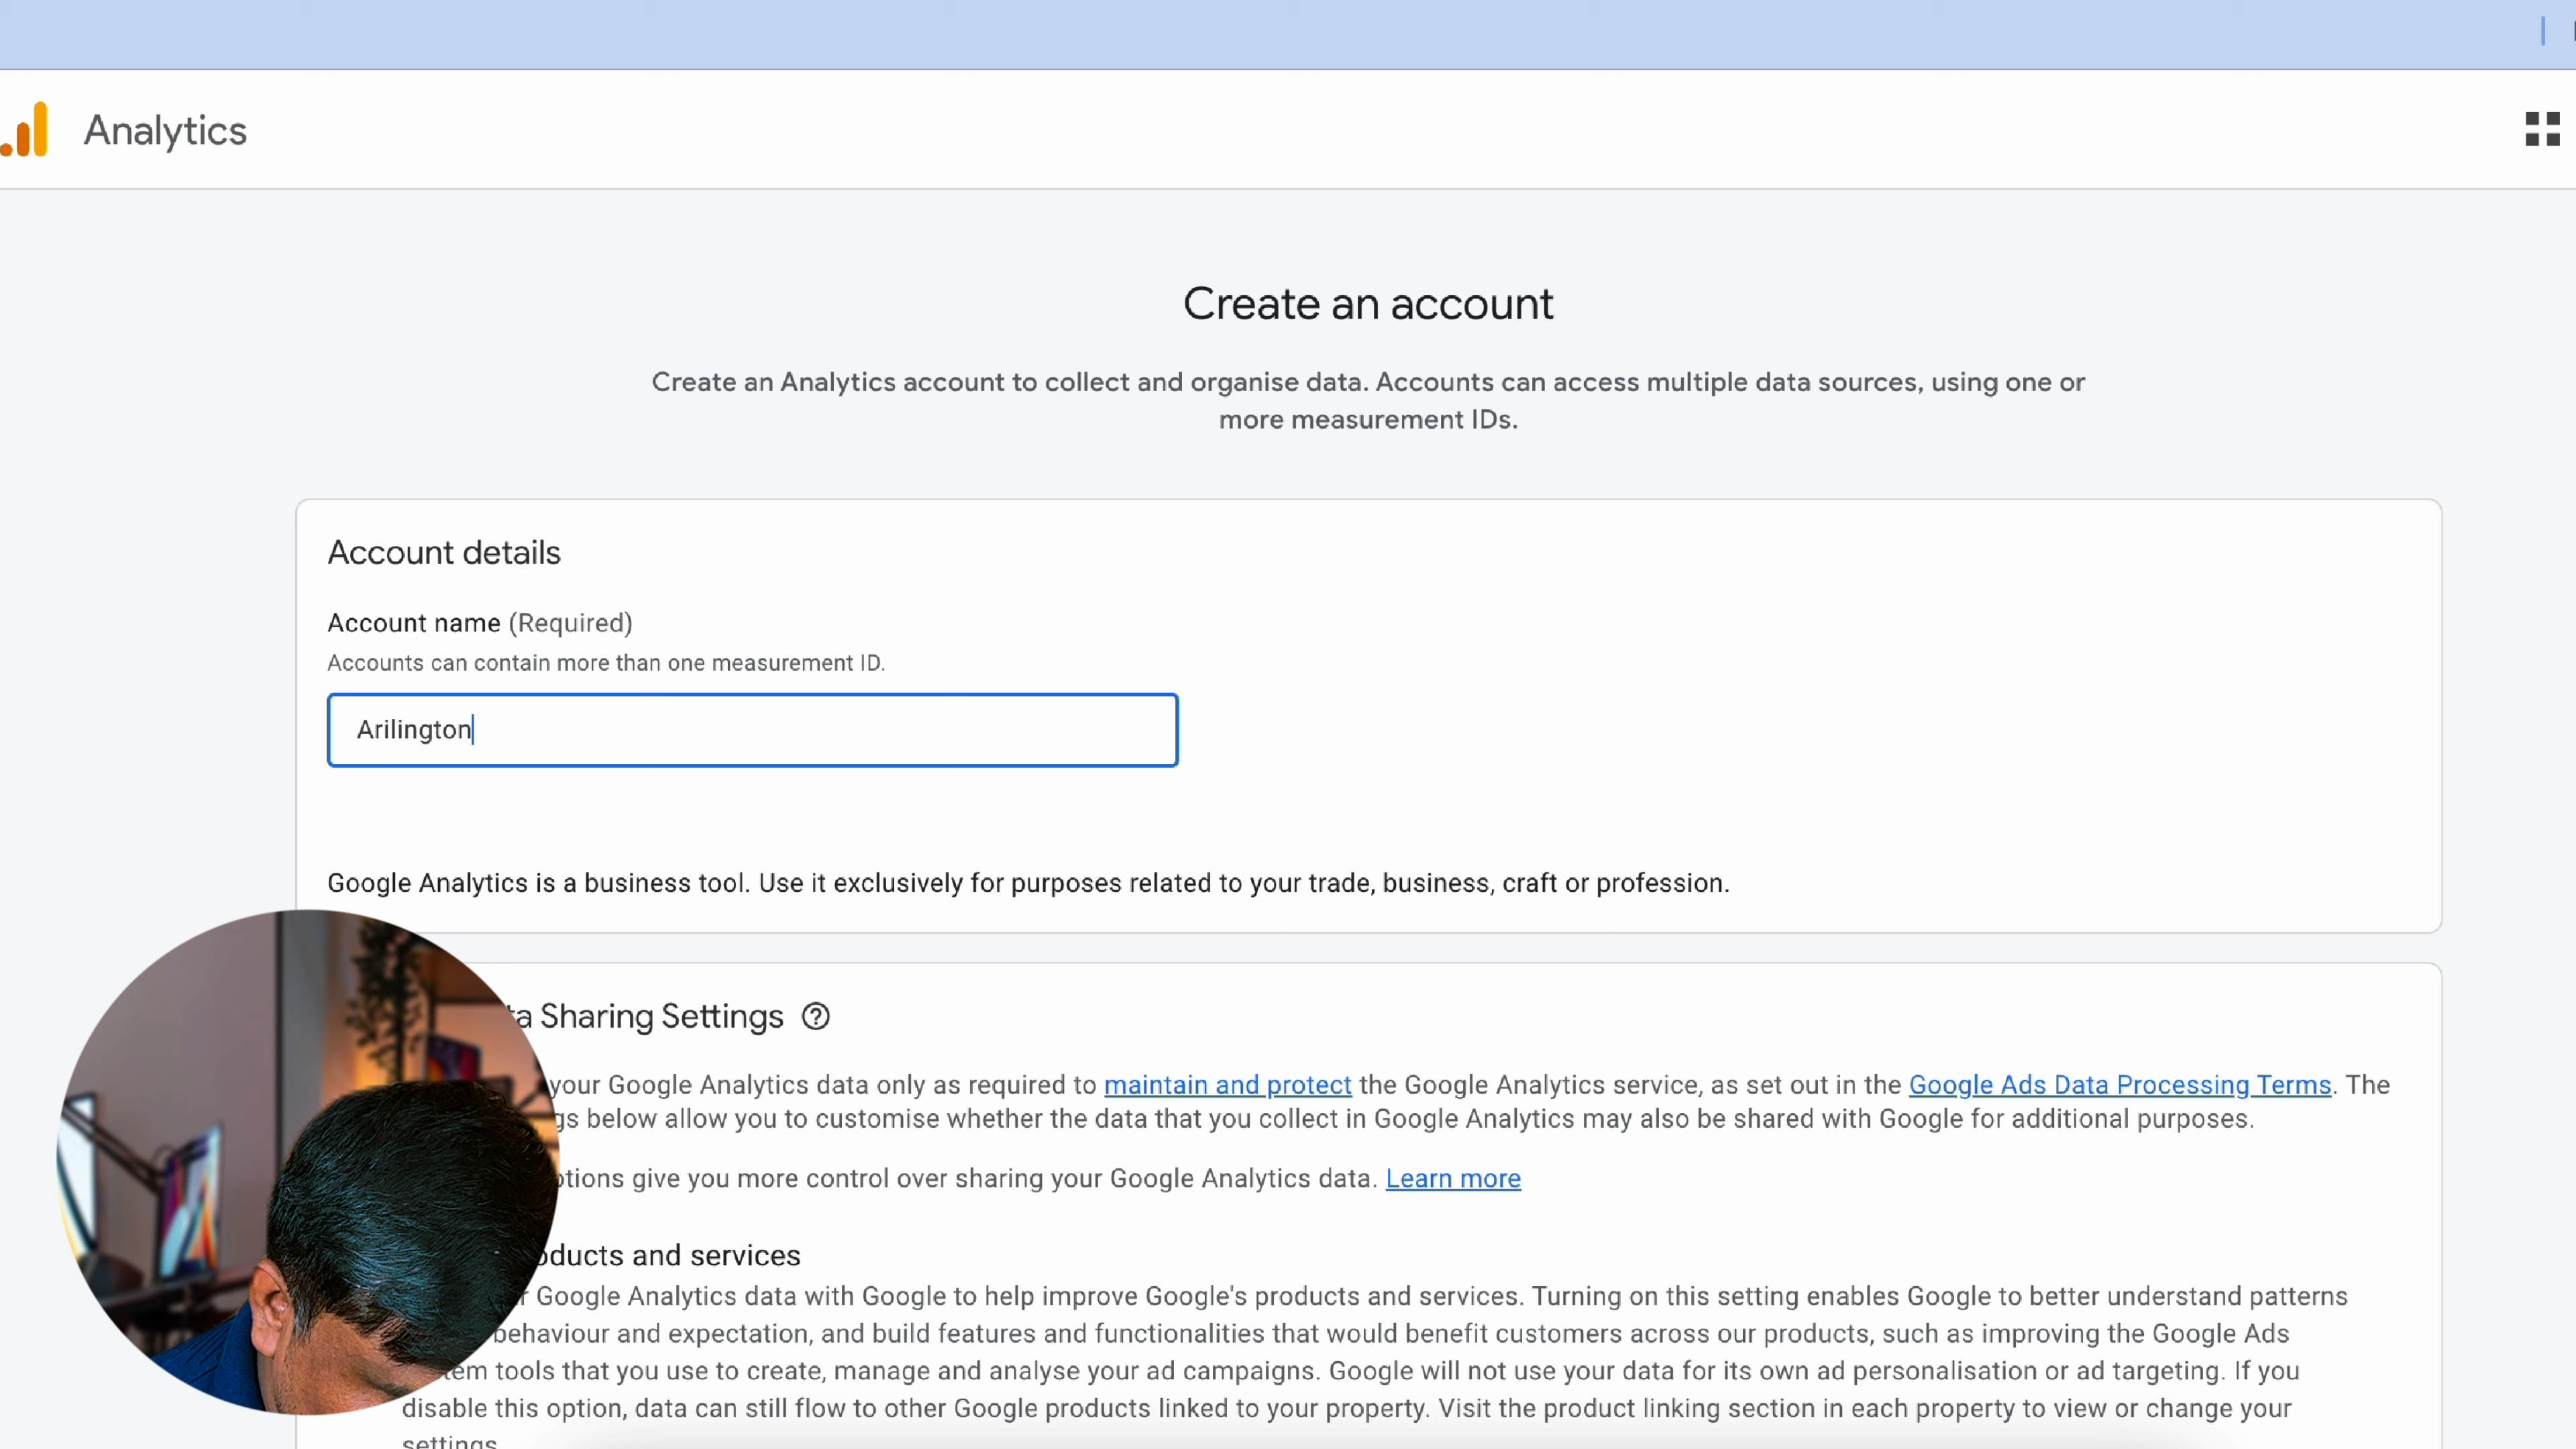 Analytics
Create an account
Create an Analytics account to collect and organise data. Accounts can access multiple data sources, using one or
more measurement IDs.
Account details
Account name (Required)
Accounts can contain more than one measurement ID.
Arilington
Google Analytics is a business tool. Use it exclusively for purposes related to your trade, business, craft or profession.
Sharing Settings
your Google Analytics data only as required to maintain and protect the Google Analytics service, as set out in the Google Ads Data Processing Terms. The
below allow you to customise whether the data that you collect in Google Analytics may also be shared with Google for additional purposes.
give you more control over sharing your Google Analytics data. Learn more
and services
Google Analytics data with Google to help improve Google's products and services. Turning on this setting enables Google to better understand patterns
behaviour and expectation, and build features and functionalities that would benefit customers across our products, such as improving the Google Ads
tools that you use to create, manage and analyse your ad campaigns. Google will not use your data for its own ad personalisation or ad targeting. If you
disable this option, data can still flow to other Google products linked to your property. Visit the product linking section in each property to view or change your
settings.